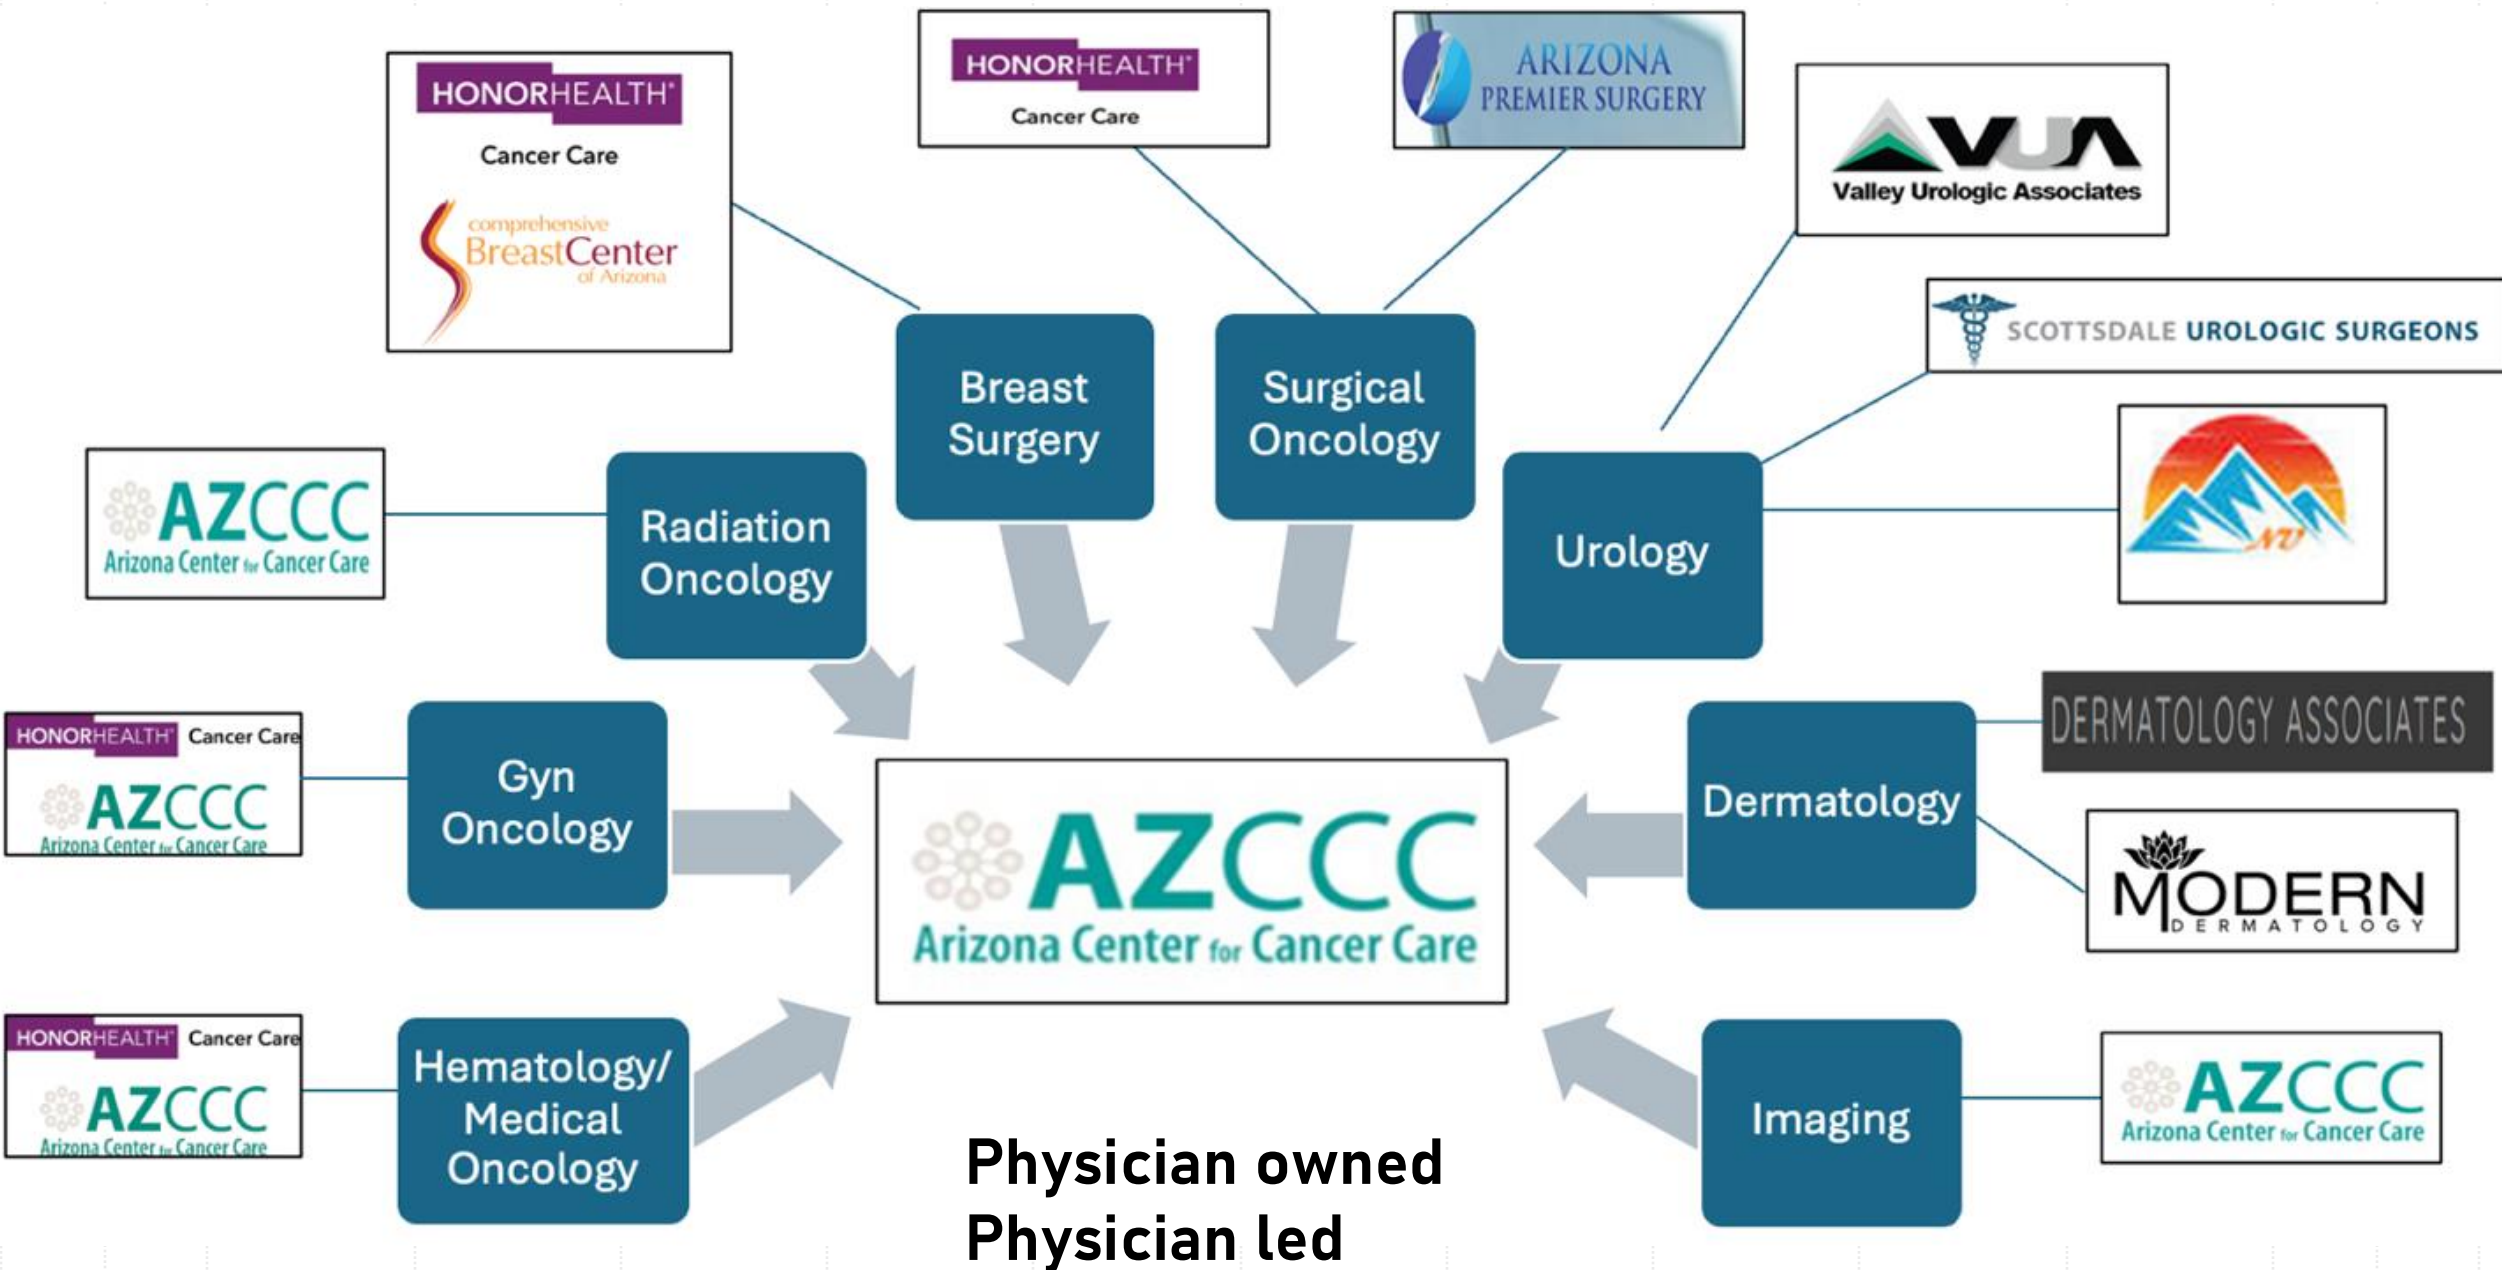 HONORHEALTH®
Cancer Care
comprehensive
BreastCenter
of Arizona
HONORHEALTH®
Cancer Care
ARIZONA
PREMIER SURGERY
VUA
Valley Urologic Associates
SCOTTSDALE UROLOGIC SURGEONS
NU
Breast
Surgery
Surgical
Oncology
AZCCC
Arizona Center for Cancer Care
Radiation
Oncology
Urology
HONORHEALTH® Cancer Care
AZCCC
Arizona Center for Cancer Care
Gyn
Oncology
AZCCC
Arizona Center for Cancer Care
Dermatology
DERMATOLOGY ASSOCIATES
MODERN
DERMATOLOGY
HONORHEALTH® Cancer Care
AZCCC
Arizona Center for Cancer Care
Hematology/
Medical
Oncology
Imaging
AZCCC
Arizona Center for Cancer Care
Physician owned
Physician led